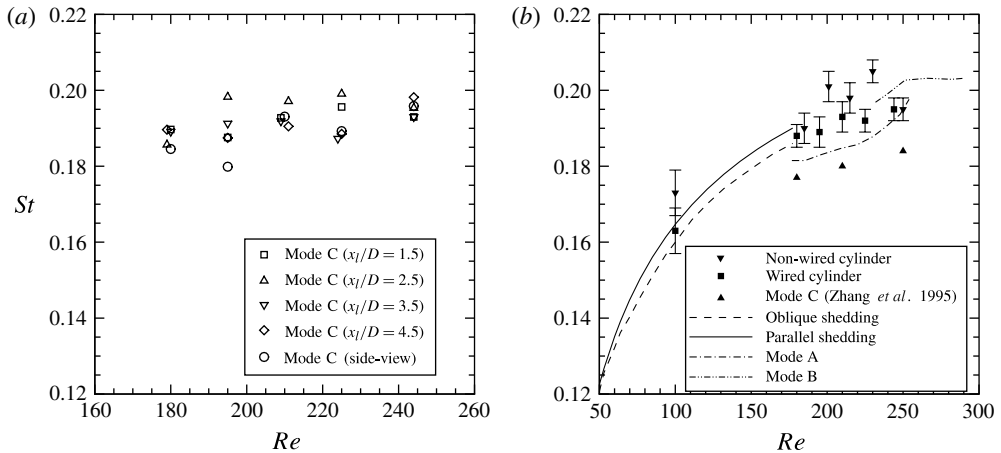 (a)
0.22
0.20
0.18
St
0.16
0.14
0.12
160 180 200 220 240 260
Re
Mode C (x_l/D = 1.5)
Mode C (x_l/D = 2.5)
Mode C (x_l/D = 3.5)
Mode C (x_l/D = 4.5)
Mode C (side-view)
(b)
0.22
0.20
0.18
0.16
0.14
0.12
50 100 150 200 250 300
Re
Non-wired cylinder
Wired cylinder
Mode C (Zhang et al. 1995)
Oblique shedding
Parallel shedding
Mode A
Mode B